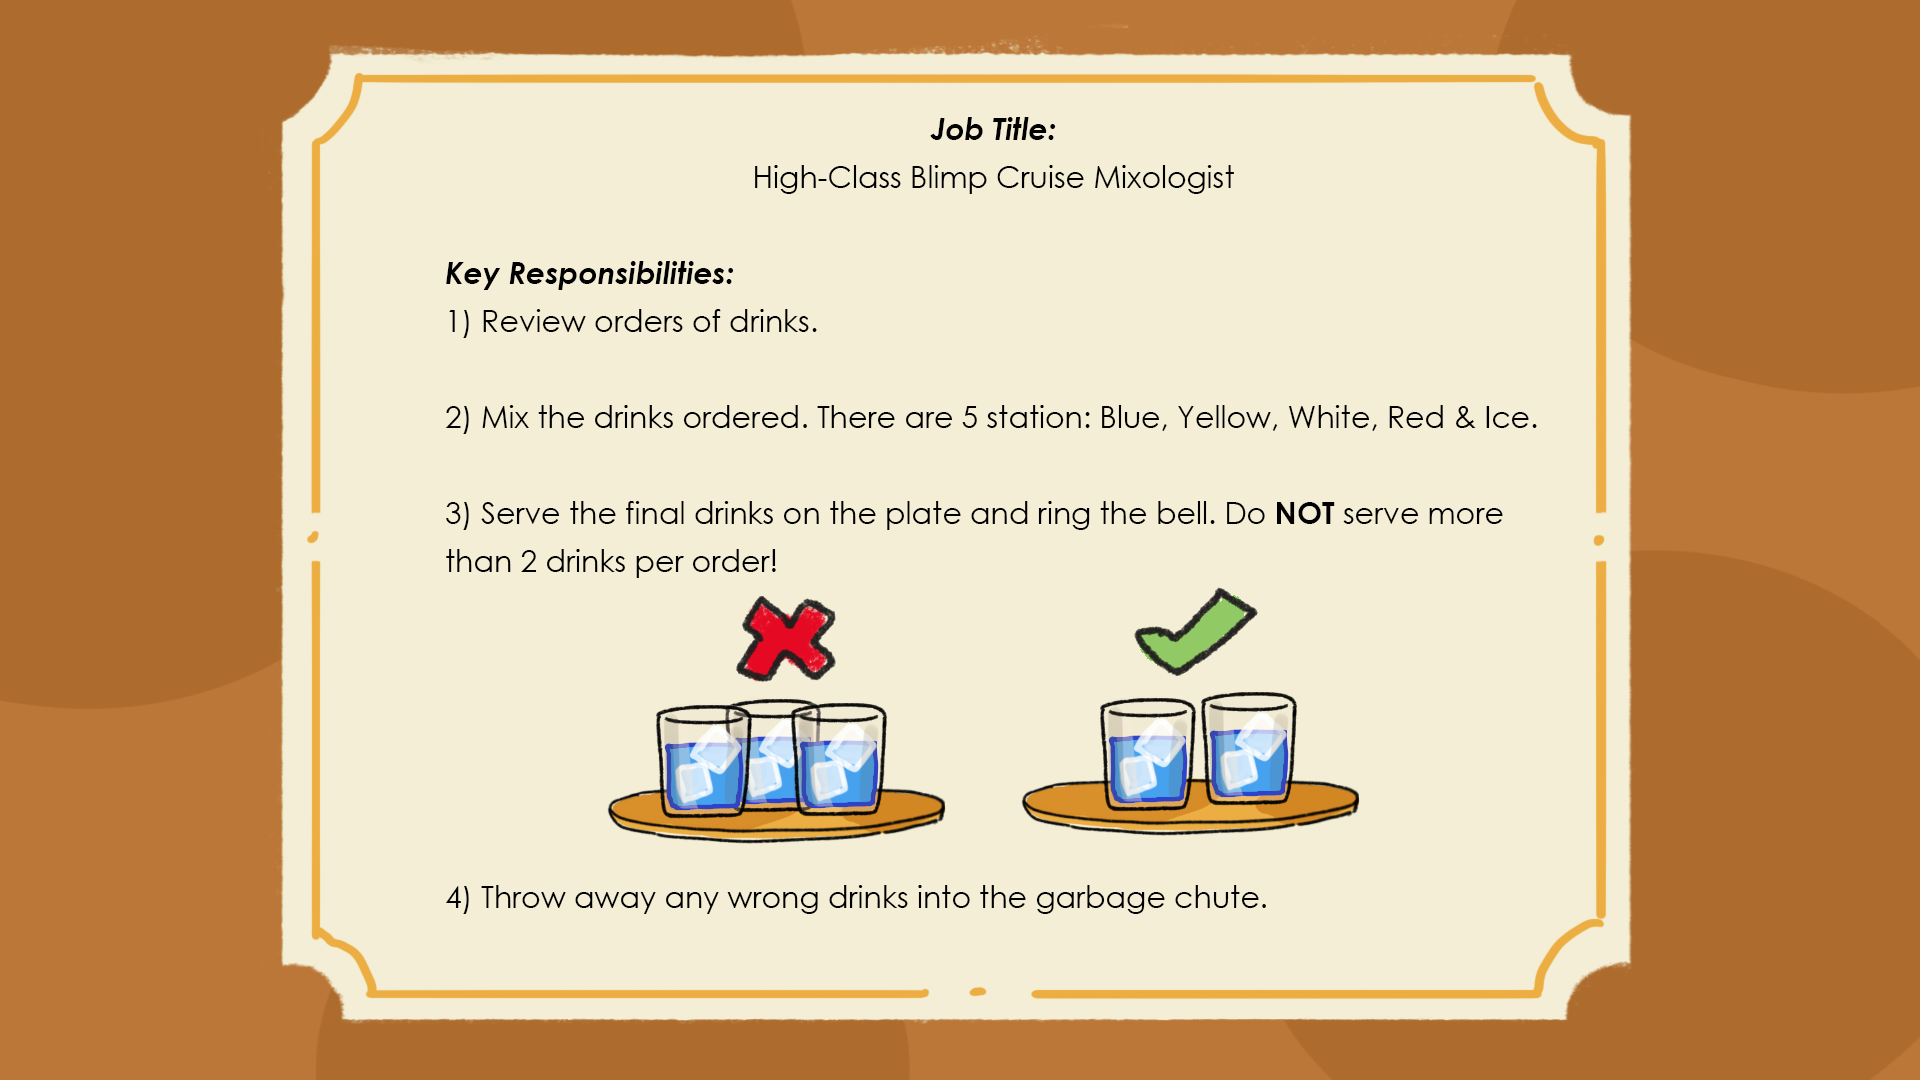 Job Title:
High-Class Blimp Cruise Mixologist
Key Responsibilities:
1) Review orders of drinks.
2) Mix the drinks ordered. There are 5 station: Blue, Yellow, White, Red & Ice.
3) Serve the final drinks on the plate and ring the bell. Do NOT serve more
than 2 drinks per order!
4) Throw away any wrong drinks into the garbage chute.